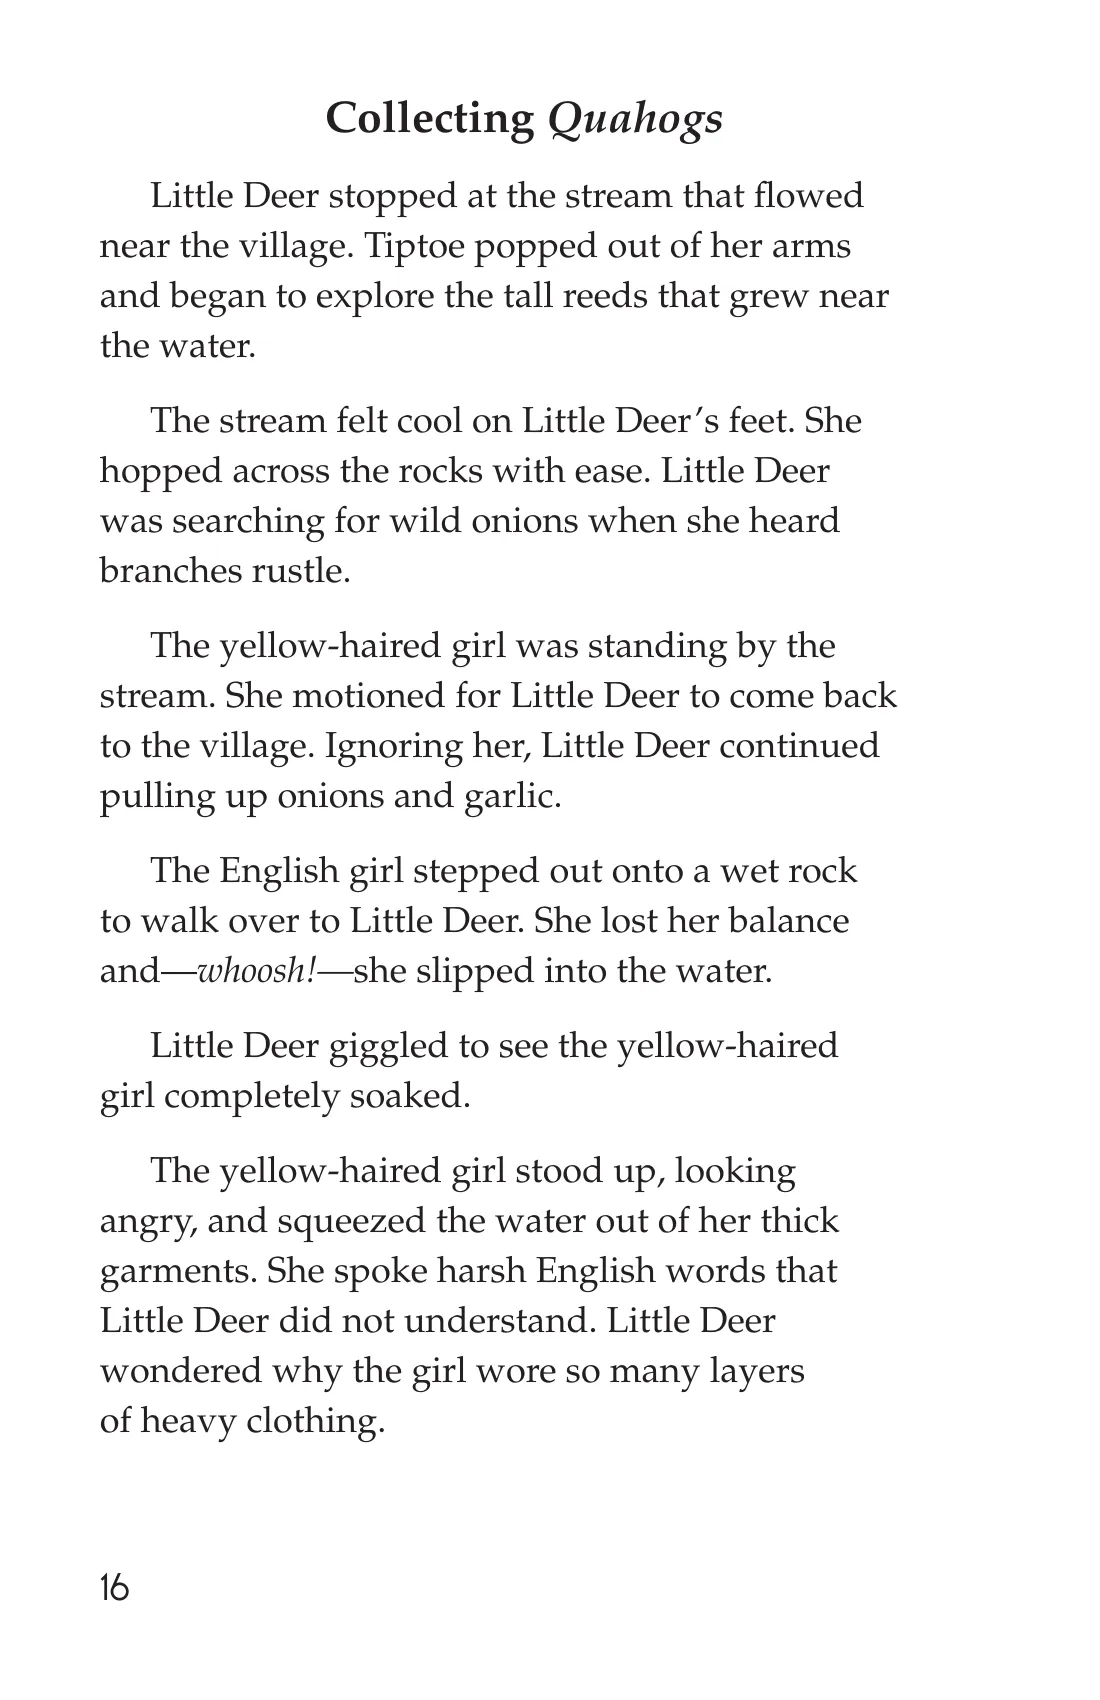 Collecting Quahogs
Little Deer stopped at the stream that flowed
near the village. Tiptoe popped out of her arms
and began to explore the tall reeds that grew near
the water.
The stream felt cool on Little Deer’s feet. She
hopped across the rocks with ease. Little Deer
was searching for wild onions when she heard
branches rustle.
The yellow-haired girl was standing by the
stream. She motioned for Little Deer to come back
to the village. Ignoring her, Little Deer continued
pulling up onions and garlic.
The English girl stepped out onto a wet rock
to walk over to Little Deer. She lost her balance
and—whoosh!—she slipped into the water.
Little Deer giggled to see the yellow-haired
girl completely soaked.
The yellow-haired girl stood up, looking
angry, and squeezed the water out of her thick
garments. She spoke harsh English words that
Little Deer did not understand. Little Deer
wondered why the girl wore so many layers
of heavy clothing.
16